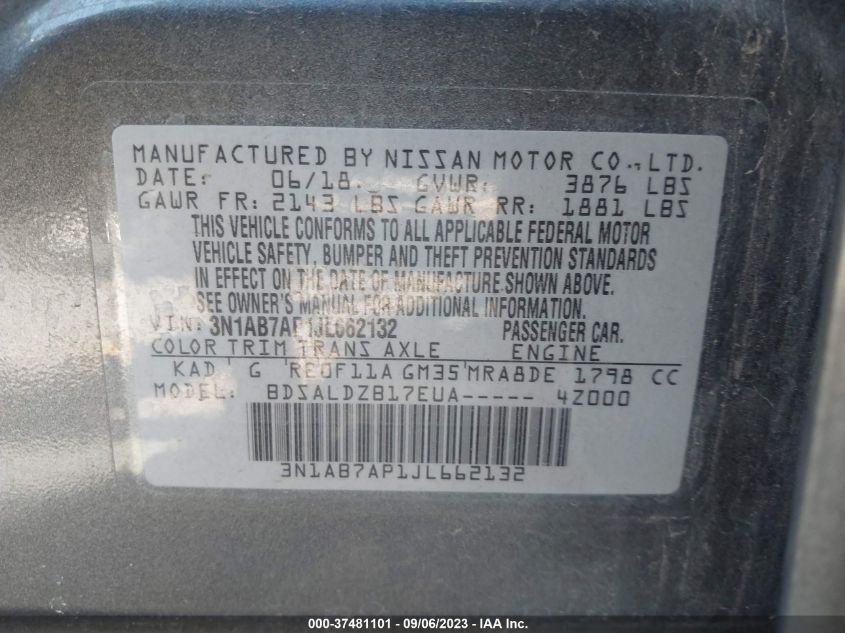 MANUFACTURED BY NISSAN MOTOR CO., LTD.
DATE: 06/18 GVWR: 3876 LBS
GAWR FR: 2143 LBS GAWR RR: 1881 LBS
THIS VEHICLE CONFORMS TO ALL APPLICABLE FEDERAL MOTOR
VEHICLE SAFETY, BUMPER AND THEFT PREVENTION STANDARDS
IN EFFECT ON THE DATE OF MANUFACTURE SHOWN ABOVE.
SEE OWNER'S MANUAL FOR ADDITIONAL INFORMATION.
VIN: 3N1AB7AP1JL662132 PASSENGER CAR.
COLOR TRIM TRANS AXLE ENGINE
KAD G RE0F11A GM35 MRA8DE 1798 CC
MODEL: BDSALDZB17EUA----- 4Z000
3N1AB7AP1JL662132
000-37481101 - 09/06/2023 - IAAI.com